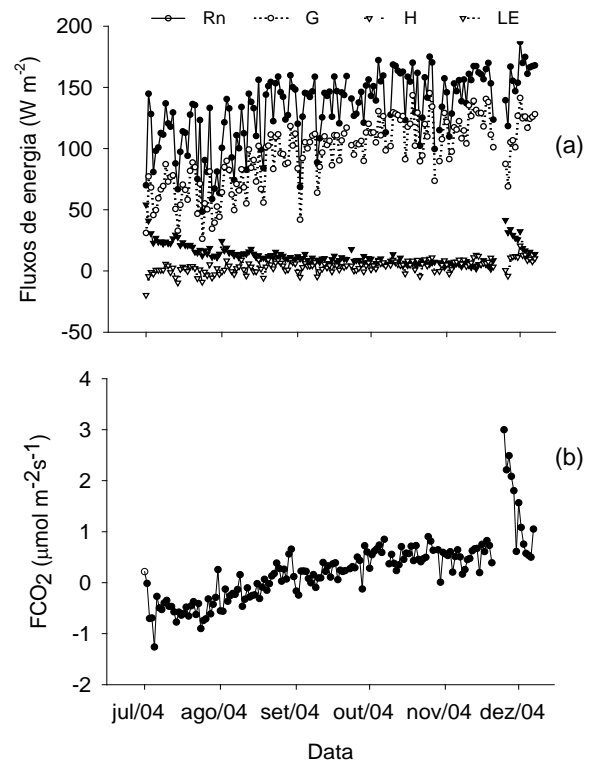 Rn G H LE
200
150
100
50
0
-50
Fluxos de energia (W m-2)
(a)
4
3
2
1
0
-1
-2
FCO2 (μmol m-2s-1)
(b)
jul/04 ago/04 set/04 out/04 nov/04 dez/04
Data